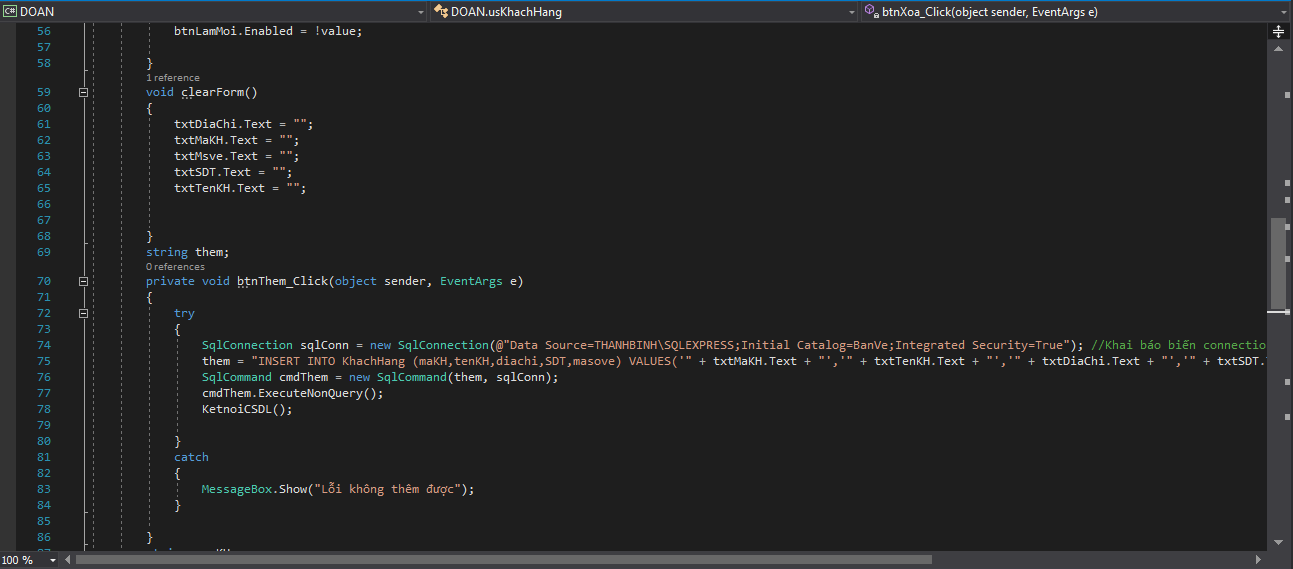 C# DOAN
DOAN.usKhachHang
btnXoa_Click(object sender, EventArgs e)
56 btnLamMoi.Enabled = !value;
57
58 }
1 reference
59 void clearForm()
60 {
61 txtDiaChi.Text = "";
62 txtMaKH.Text = "";
63 txtMsve.Text = "";
64 txtSDT.Text = "";
65 txtTenKH.Text = "";
66
67
68 }
69 string them;
0 references
70 private void btnThem_Click(object sender, EventArgs e)
71 {
72 try
73 {
74 SqlConnection sqlConn = new SqlConnection(@"Data Source=THANHBINH\SQLEXPRESS;Initial Catalog=BanVe;Integrated Security=True"); //Khai báo biến connectio
75 them = "INSERT INTO KhachHang (maKH,tenKH,diachi,SDT,masove) VALUES('" + txtMaKH.Text + "','" + txtTenKH.Text + "','" + txtDiaChi.Text + "','" + txtSDT.
76 SqlCommand cmdThem = new SqlCommand(them, sqlConn);
77 cmdThem.ExecuteNonQuery();
78 KetnoiCSDL();
79
80 }
81 catch
82 {
83 MessageBox.Show("Lỗi không thêm được");
84 }
85
86 }
100 %